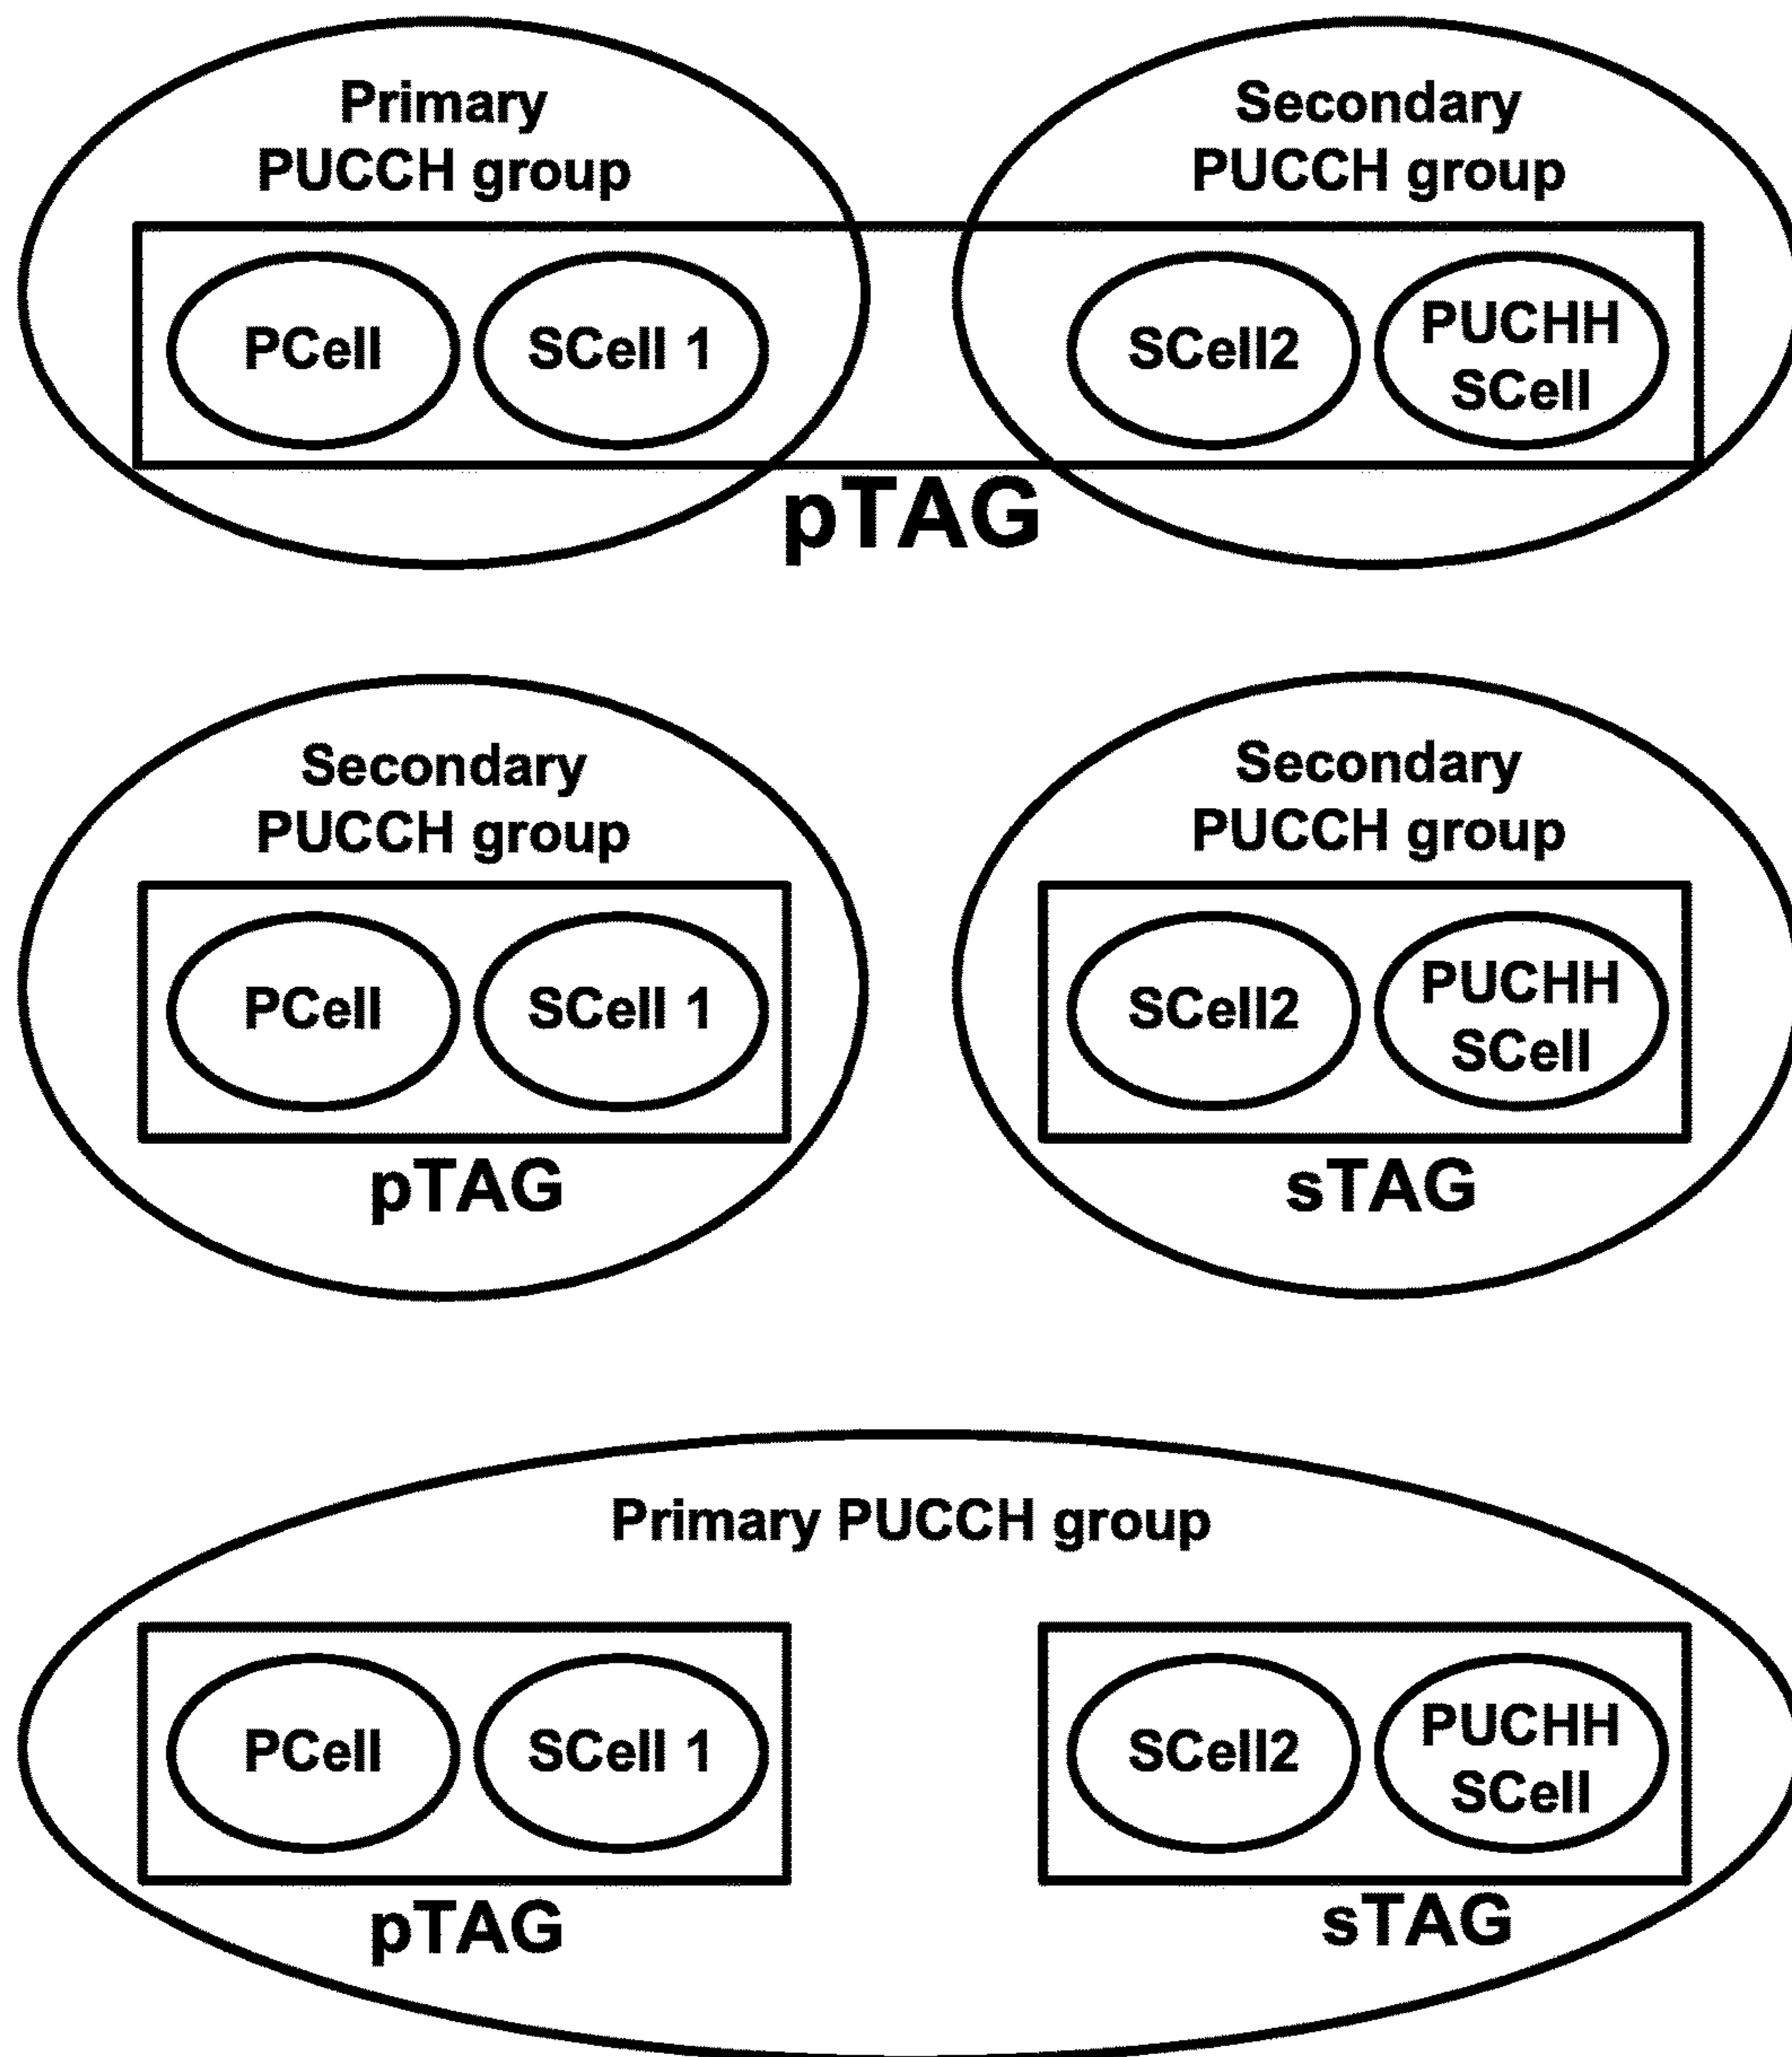 Primary
PUCCH group
Secondary
PUCCH group
PCell
SCell 1
SCell2
PUCHH
SCell
pTAG
Secondary
PUCCH group
Secondary
PUCCH group
PCell
SCell 1
SCell2
PUCHH
SCell
pTAG
sTAG
Primary PUCCH group
PCell
SCell 1
SCell2
PUCHH
SCell
pTAG
sTAG